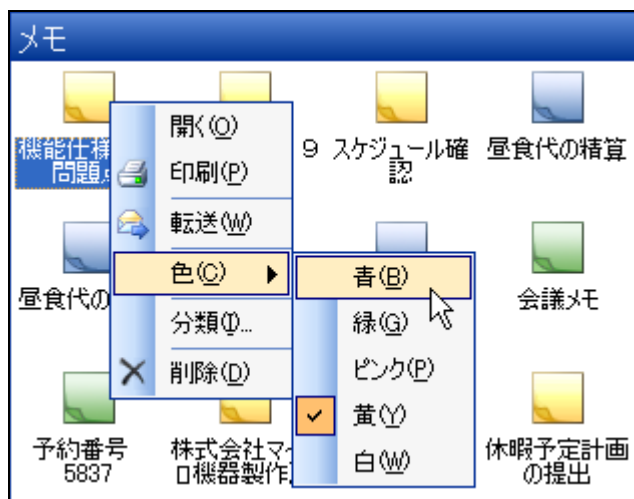 メモ
機能仕様
問題
9 スケジュール確
認
昼食代の精算
開く(O)
印刷(P)
転送(W)
色(C)
分類(I)...
削除(D)
青(B)
緑(G)
ピンク(P)
黄(Y)
白(W)
昼食代の
会議メモ
予約番号
5837
株式会社マイ
ロ機器製作
休暇予定計画
の提出